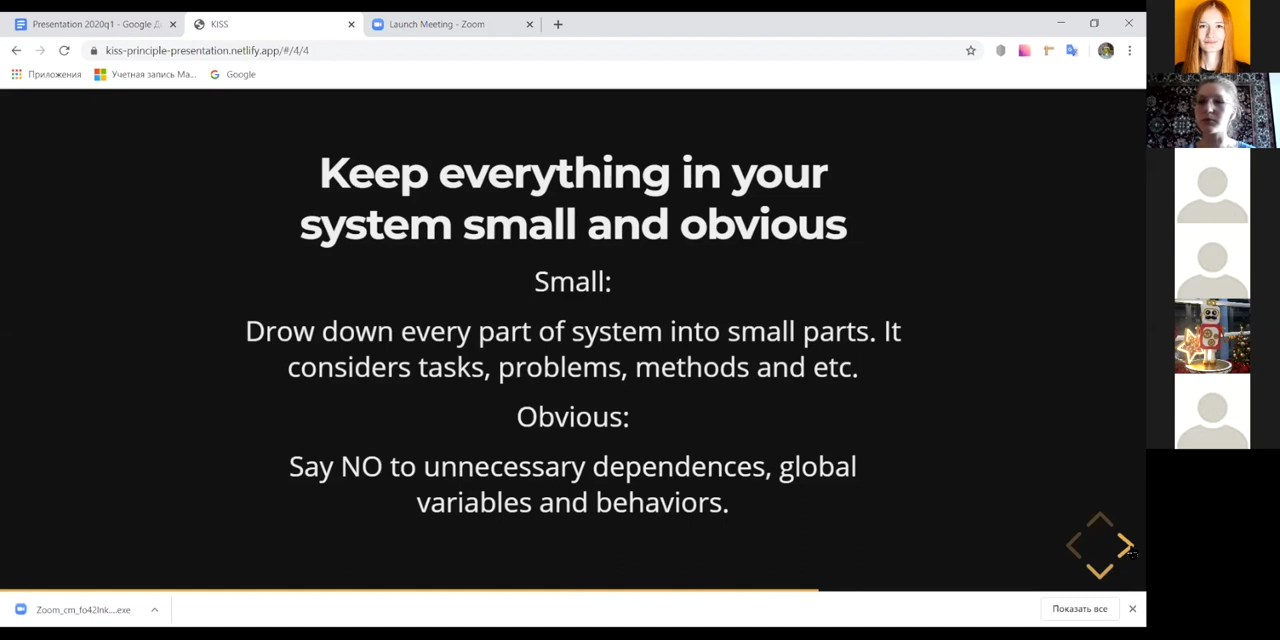 Presentation 2020q1 - Google Д
KISS
Launch Meeting - Zoom
kiss-principle-presentation.netlify.app/#/4/4
Приложения
Учетная запись Ма...
Google
Keep everything in your
system small and obvious
Small:
Drow down every part of system into small parts. It
considers tasks, problems, methods and etc.
Obvious:
Say NO to unnecessary dependences, global
variables and behaviors.
Zoom_cm_fo42lnk....exe
Показать все